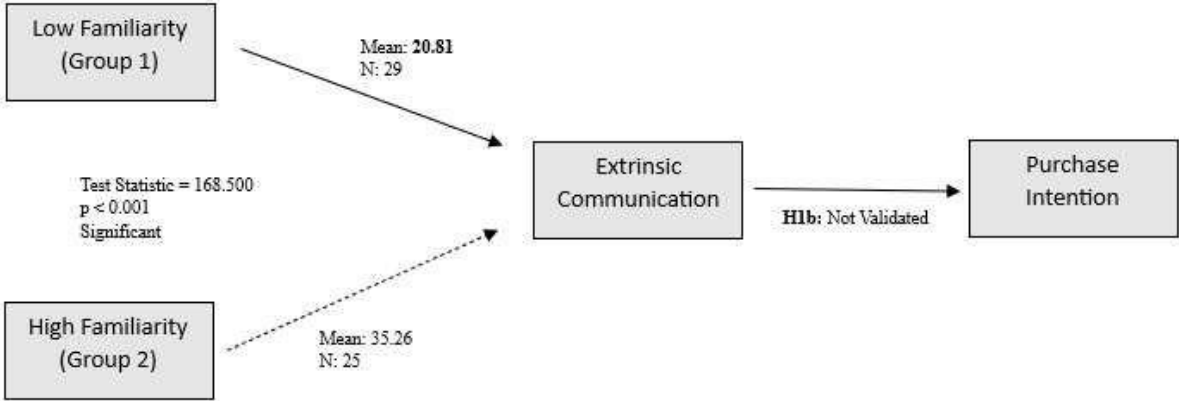 Low Familiarity
(Group 1)
Mean: 20.81
N: 29
Extrinsic
Communication
Purchase
Intention
Test Statistic = 168.500
p < 0.001
Significant
H1b: Not Validated
High Familiarity
(Group 2)
Mean: 35.26
N: 25